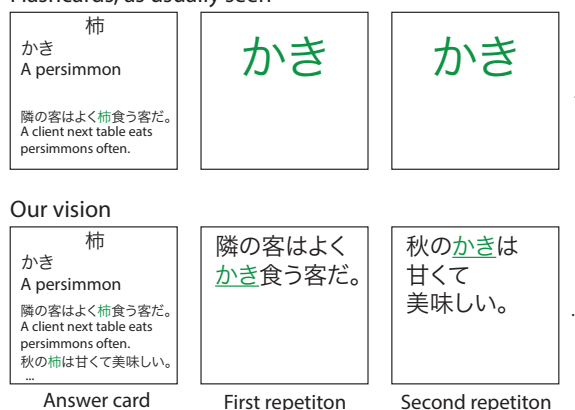 Flashcards, as usually seen
柿
かき
A persimmon
隣の客はよく柿食う客だ。
A client next table eats
persimmons often.
かき
かき
Our vision
柿
かき
A persimmon
隣の客はよく柿食う客だ。
A client next table eats
persimmons often.
秋の柿は甘くて美味しい。
...
Answer card
隣の客はよく
かき食う客だ。
First repetiton
秋のかきは
甘くて
美味しい。
Second repetiton